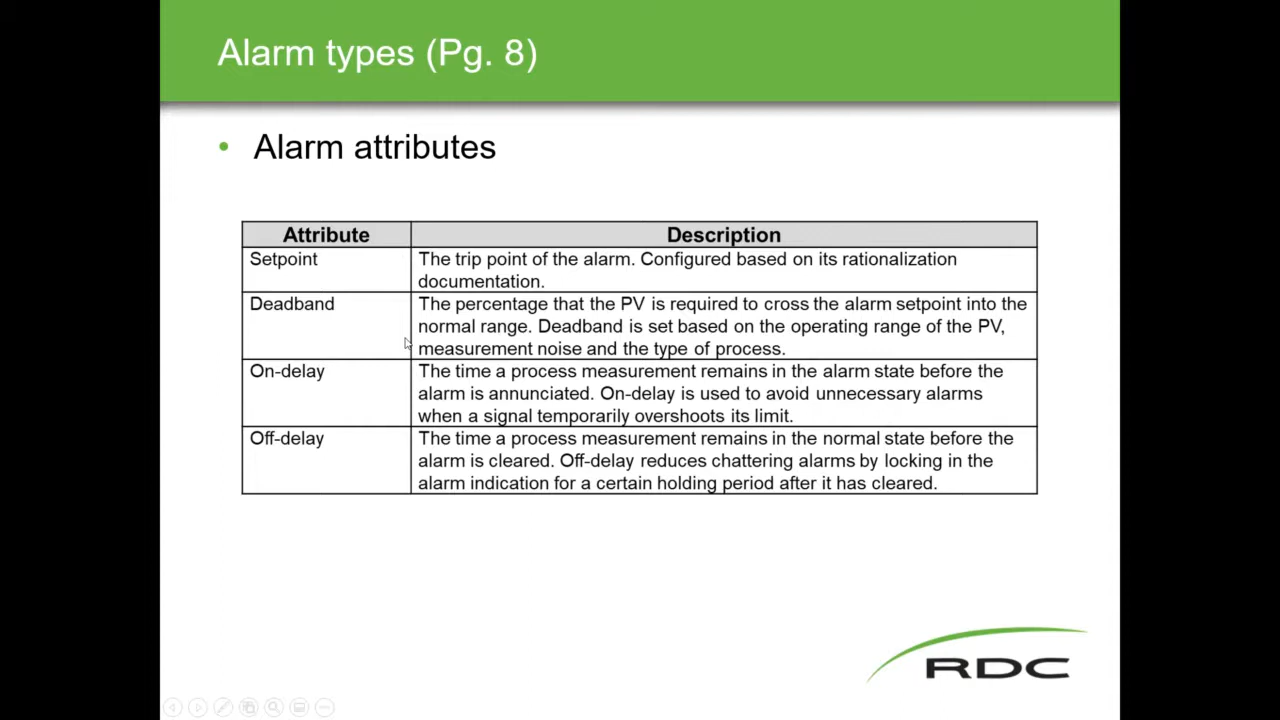 Alarm types (Pg. 8)
• Alarm attributes
Attribute Description
Setpoint The trip point of the alarm. Configured based on its rationalization
documentation.
Deadband The percentage that the PV is required to cross the alarm setpoint into the
normal range. Deadband is set based on the operating range of the PV,
measurement noise and the type of process.
On-delay The time a process measurement remains in the alarm state before the
alarm is annunciated. On-delay is used to avoid unnecessary alarms
when a signal temporarily overshoots its limit.
Off-delay The time a process measurement remains in the normal state before the
alarm is cleared. Off-delay reduces chattering alarms by locking in the
alarm indication for a certain holding period after it has cleared.
RDC